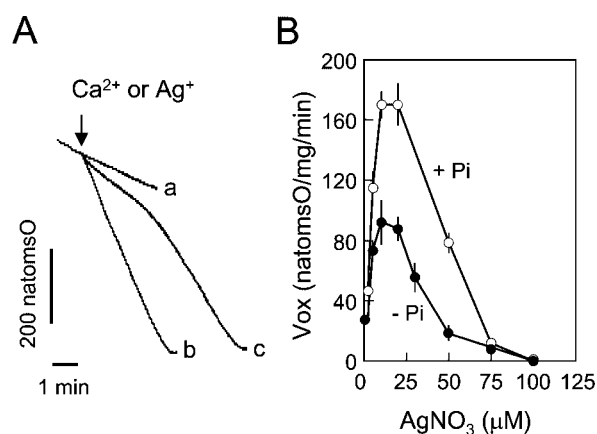 A
Ca²⁺ or Ag⁺
a
b
c
200 natomsO
1 min
B
200
160
120
80
40
0
Vox (natomsO/mg/min)
+ Pi
- Pi
0 25 50 75 100 125
AgNO₃ (μM)